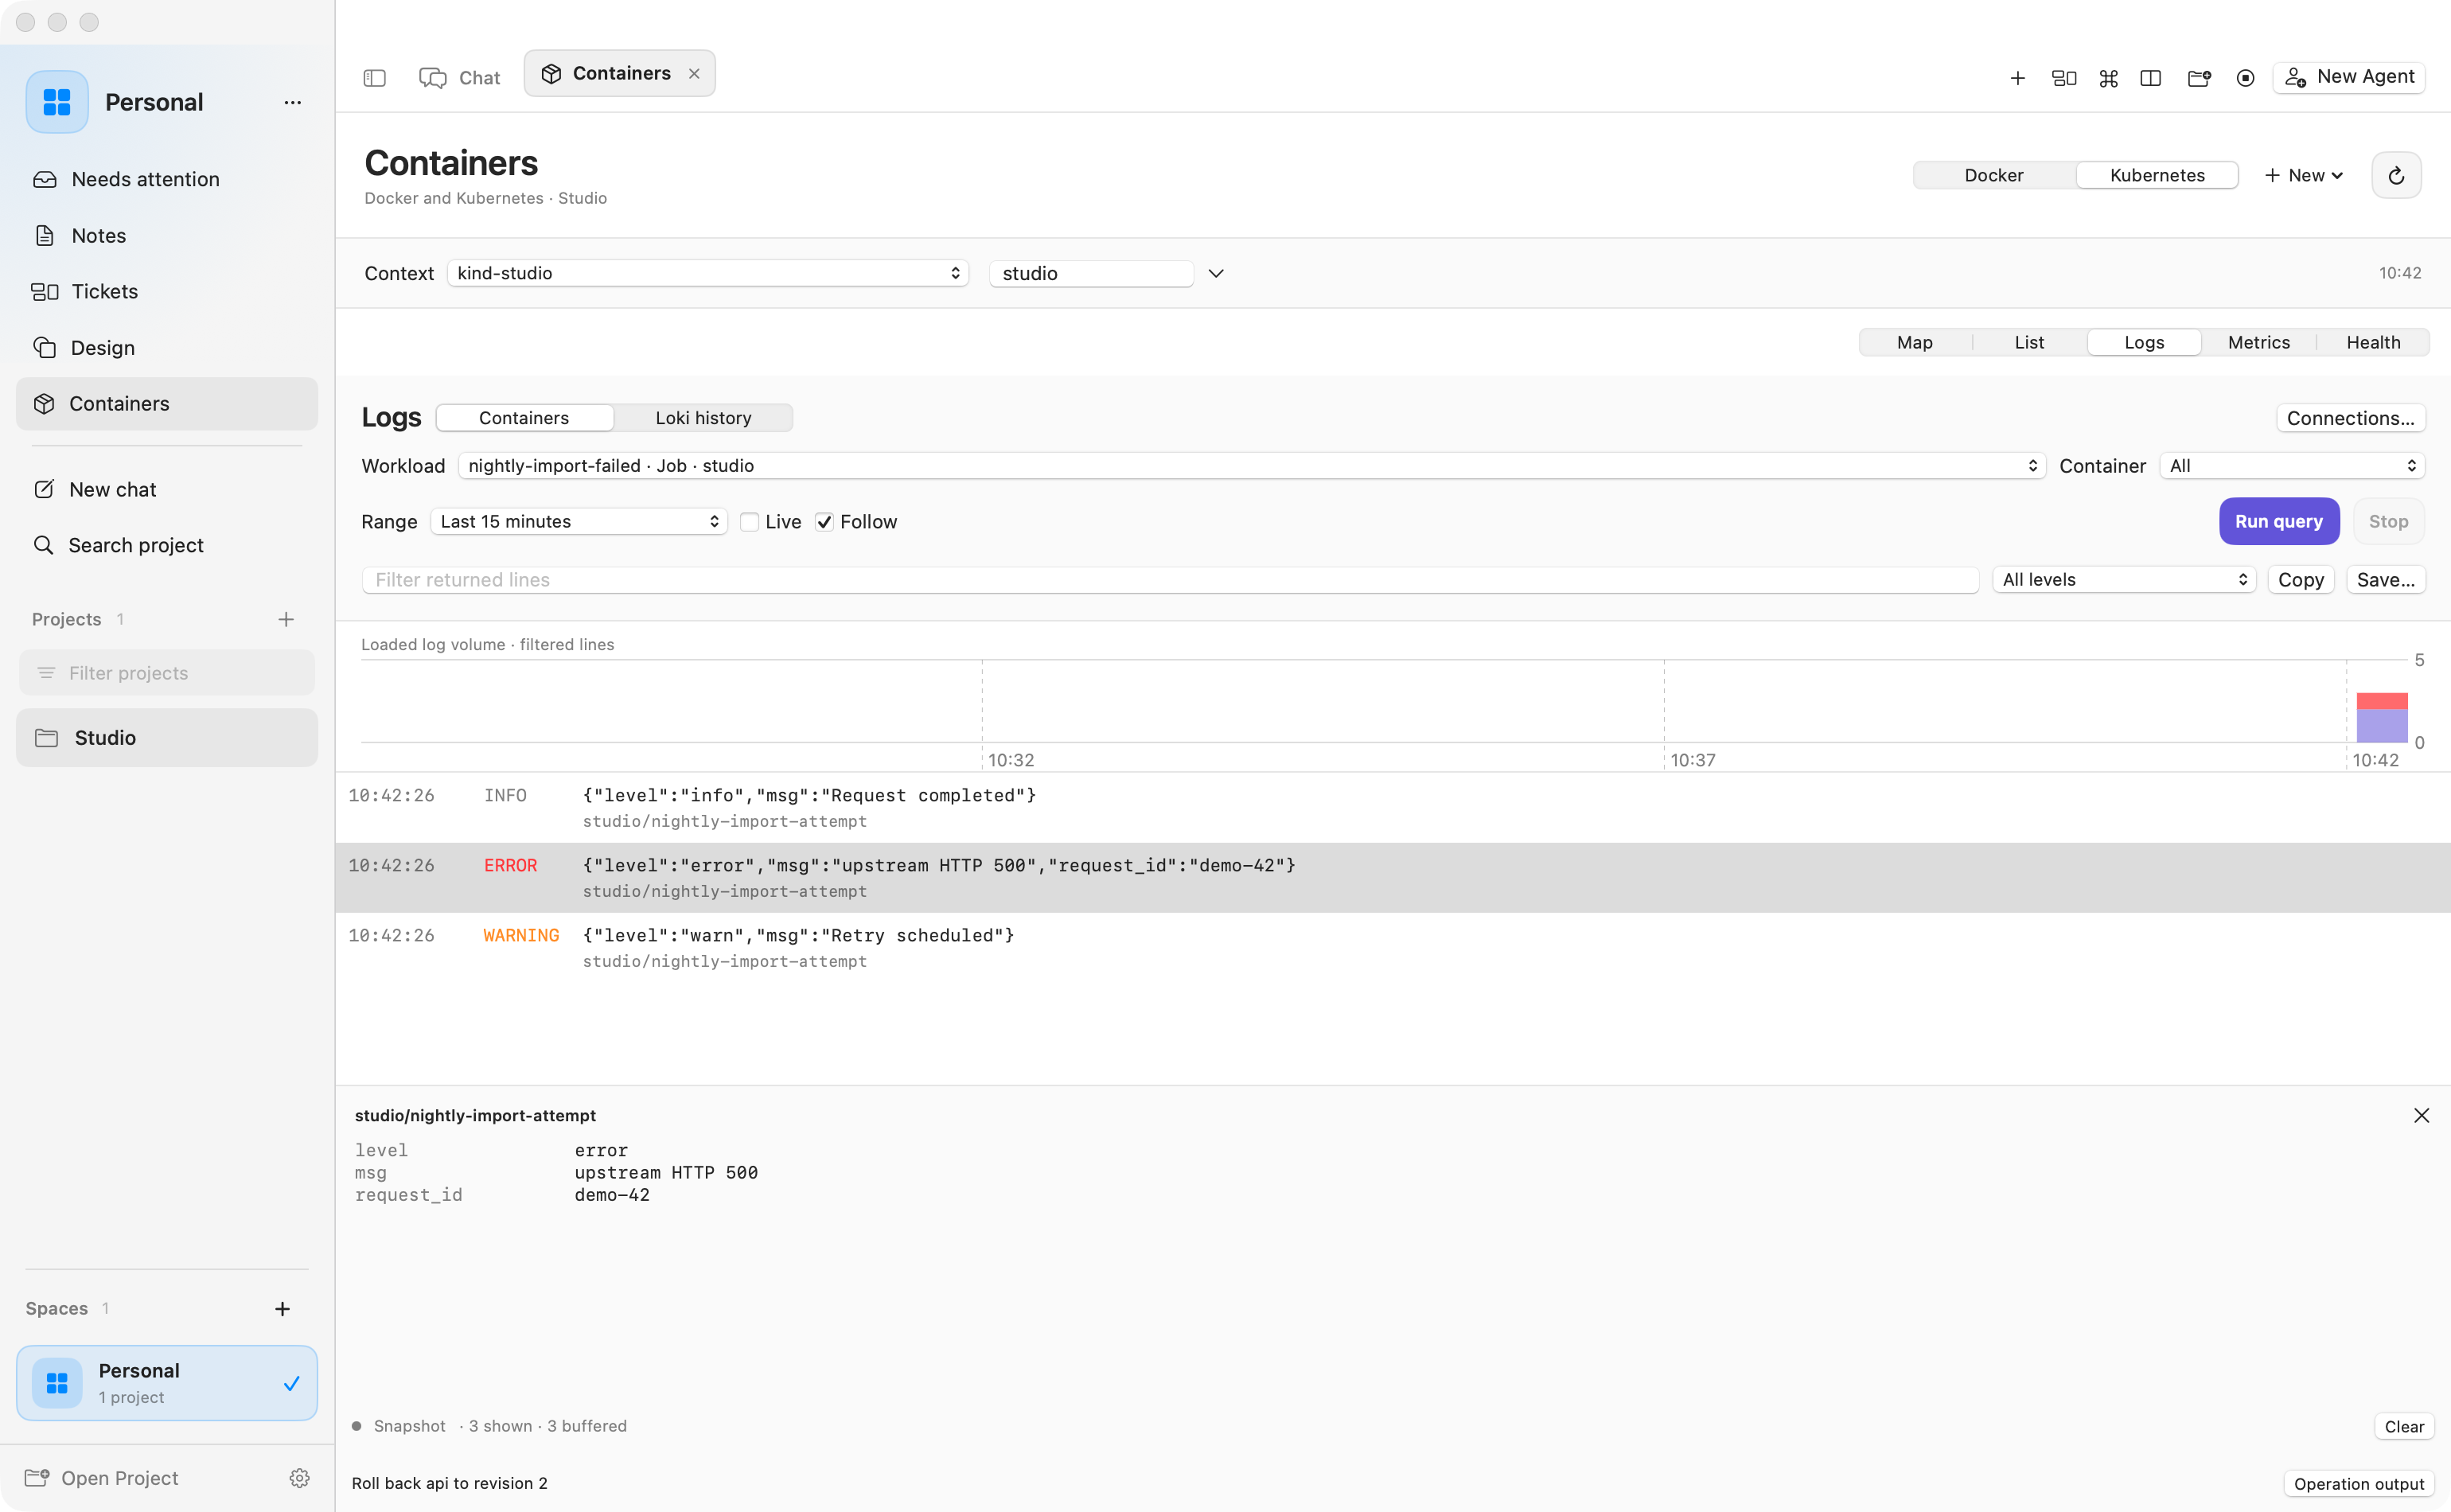 Personal
Needs attention
Notes
Tickets
Design
Containers
New chat
Search project
Projects 1
Filter projects
Studio
Spaces 1
Personal
1 project
Open Project
Chat
Containers
New Agent
Containers
Docker and Kubernetes · Studio
Docker
Kubernetes
New
Context
kind-studio
studio
10:42
Map
List
Logs
Metrics
Health
Logs
Containers
Loki history
Connections...
Workload
nightly-import-failed · Job · studio
Container
All
Range
Last 15 minutes
Live
Follow
Run query
Stop
Filter returned lines
All levels
Copy
Save...
Loaded log volume · filtered lines
5
0
10:32
10:37
10:42
10:42:26 INFO {"level":"info","msg":"Request completed"}
studio/nightly-import-attempt
10:42:26 ERROR {"level":"error","msg":"upstream HTTP 500","request_id":"demo-42"}
studio/nightly-import-attempt
10:42:26 WARNING {"level":"warn","msg":"Retry scheduled"}
studio/nightly-import-attempt
studio/nightly-import-attempt
level error
msg upstream HTTP 500
request_id demo-42
Snapshot · 3 shown · 3 buffered
Clear
Roll back api to revision 2
Operation output